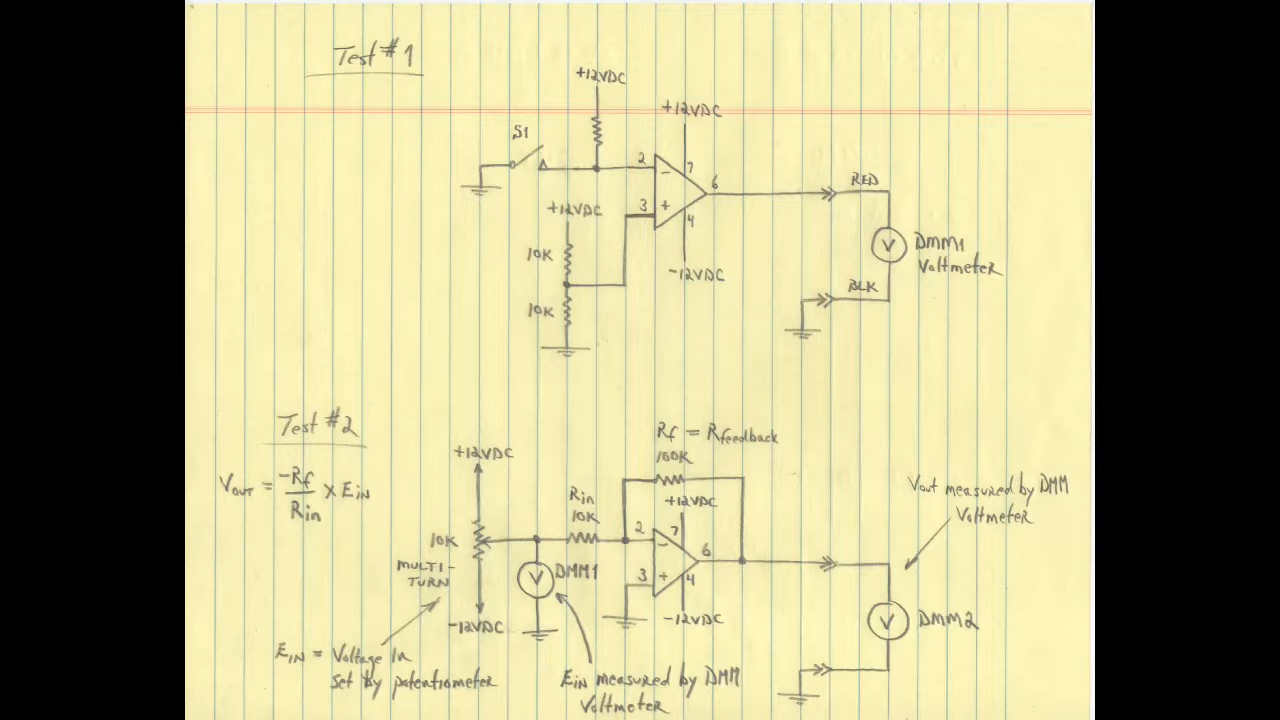 Test #1
+12VDC
+12VDC
S1
2
7
-
6
RED
+12VDC
3
+
4
10K
V
DMM1
Voltmeter
-12VDC
BLK
10K
Test #2
Rf = Rfeedback
100K
+12VDC
VOUT = -Rf/Rin x EIN
Rin
10K
+12VDC
Vout measured by DMM
Voltmeter
10K
2
7
-
6
MULTI-
TURN
V
DMM1
3
+
4
-12VDC
-12VDC
V
DMM2
EIN = Voltage In
Set by potentiometer
Ein measured by DMM
Voltmeter